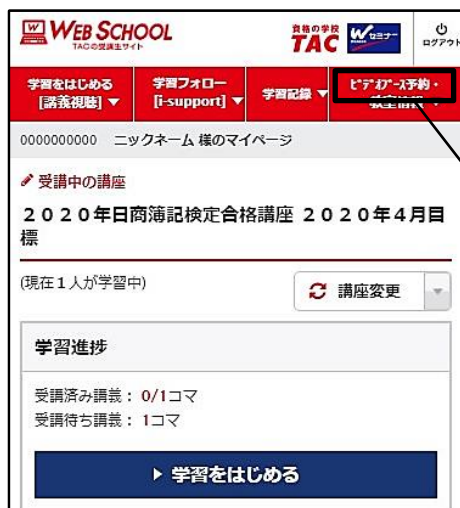 WEB SCHOOL
TACの受講生サイト
資格の学校
TAC
Wセミナー
ログアウト
学習をはじめる
[講義視聴] ▼
学習フォロー
[i-support] ▼
学習記録 ▼
ビデオブース予約・
教室情報 ▼
0000000000 ニックネーム 様のマイページ
受講中の講座
2020年日商簿記検定合格講座 2020年4月目
標
(現在1人が学習中)
講座変更
学習進捗
受講済み講義: 0/1コマ
受講待ち講義: 1コマ
学習をはじめる